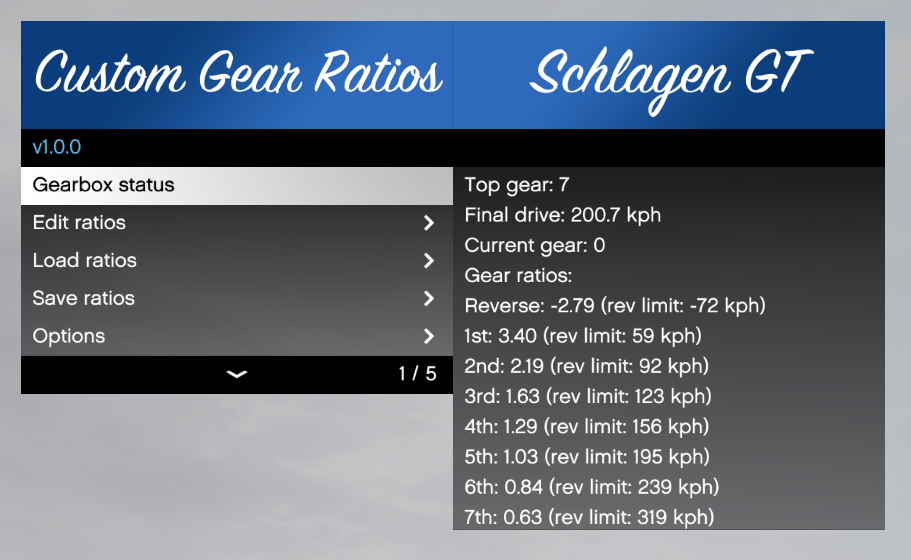 Custom Gear Ratios
v1.0.0
Gearbox status
Edit ratios
Load ratios
Save ratios
Options
1 / 5
Schlagen GT
Top gear: 7
Final drive: 200.7 kph
Current gear: 0
Gear ratios:
Reverse: -2.79 (rev limit: -72 kph)
1st: 3.40 (rev limit: 59 kph)
2nd: 2.19 (rev limit: 92 kph)
3rd: 1.63 (rev limit: 123 kph)
4th: 1.29 (rev limit: 156 kph)
5th: 1.03 (rev limit: 195 kph)
6th: 0.84 (rev limit: 239 kph)
7th: 0.63 (rev limit: 319 kph)